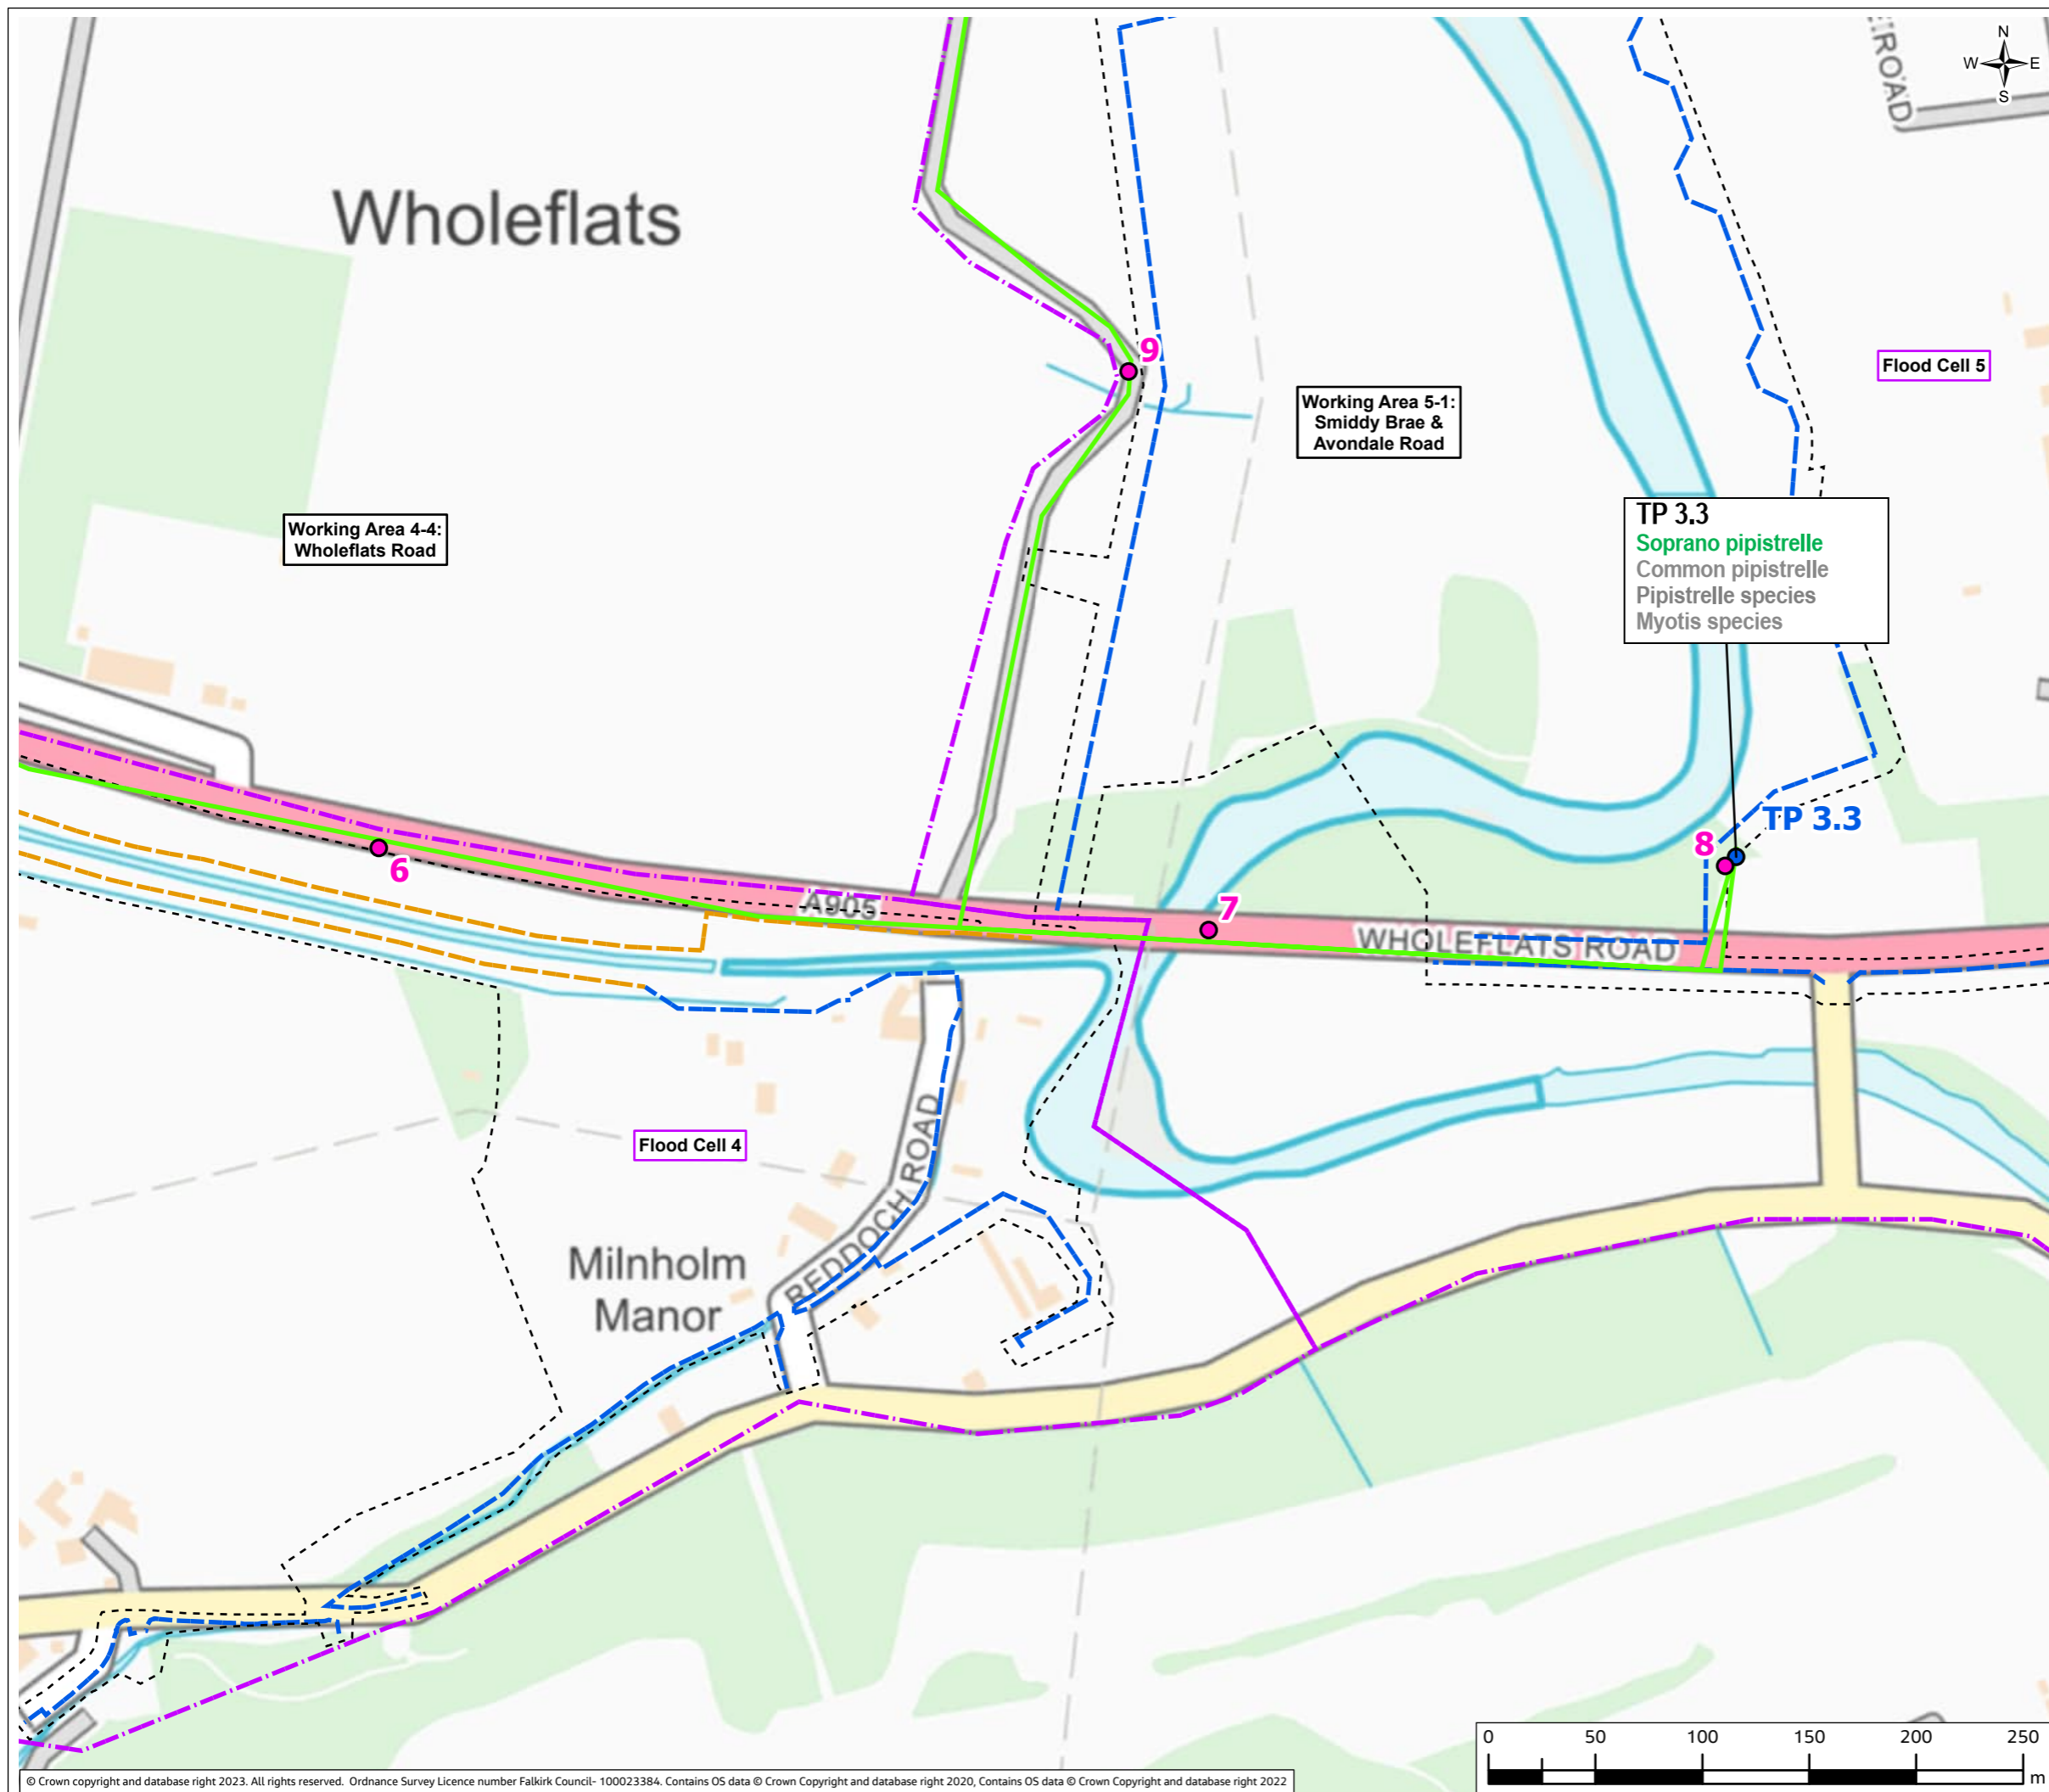 N
W E
S
Wholeflats
9
Flood Cell 5
Working Area 5-1:
Smiddy Brae &
Avondale Road
Working Area 4-4:
Wholeflats Road
TP 3.3
Soprano pipistrelle
Common pipistrelle
Pipistrelle species
Myotis species
TP 3.3
8
6
A905
7
WHOLEFLATS ROAD
Flood Cell 4
REDDOCH ROAD
Milnholm
Manor
0 50 100 150 200 250
m
© Crown copyright and database right 2023. All rights reserved. Ordnance Survey Licence number Falkirk Council- 100023384. Contains OS data © Crown Copyright and database right 2020, Contains OS data © Crown Copyright and database right 2022